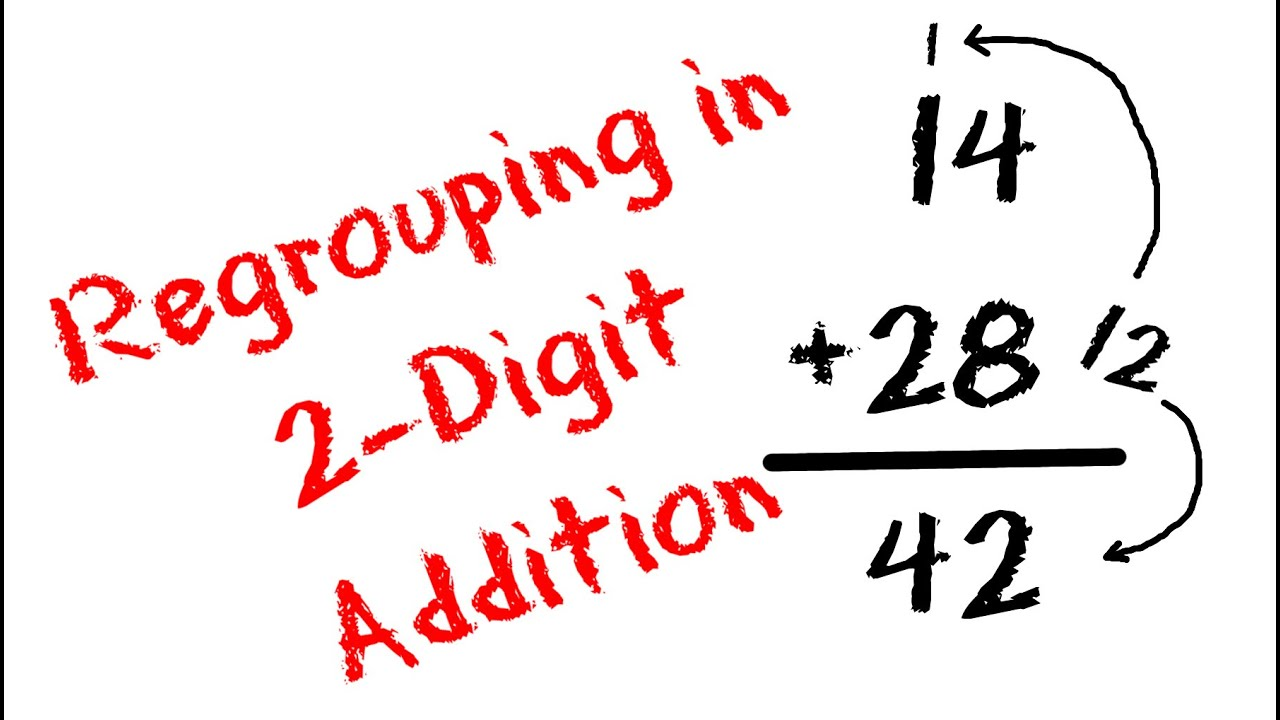 Regrouping in
2-Digit
Addition
1
14
+28 12
42